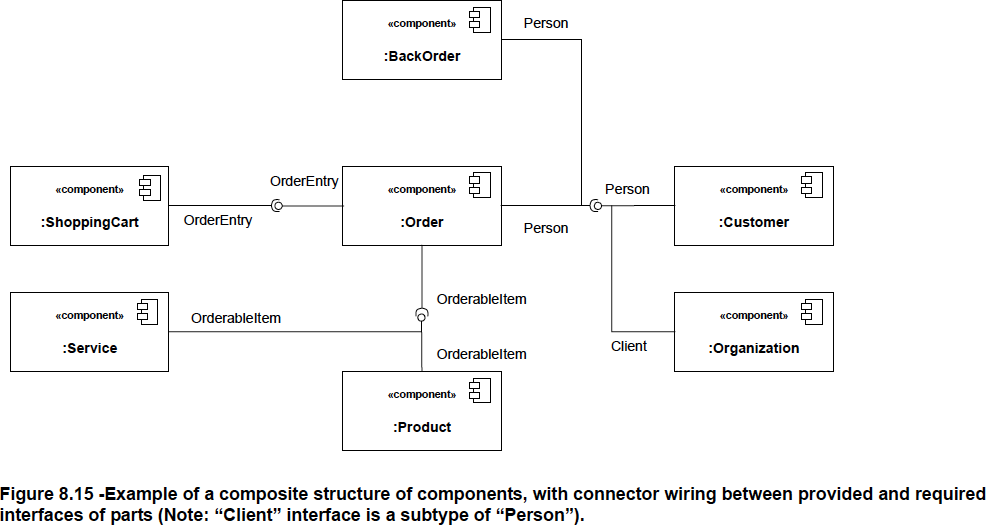 «component»
:BackOrder
Person
«component»
:ShoppingCart
OrderEntry
OrderEntry
«component»
:Order
Person
Person
«component»
:Customer
«component»
:Service
OrderableItem
OrderableItem
OrderableItem
Client
«component»
:Organization
«component»
:Product
Figure 8.15 -Example of a composite structure of components, with connector wiring between provided and required
interfaces of parts (Note: “Client” interface is a subtype of “Person”).